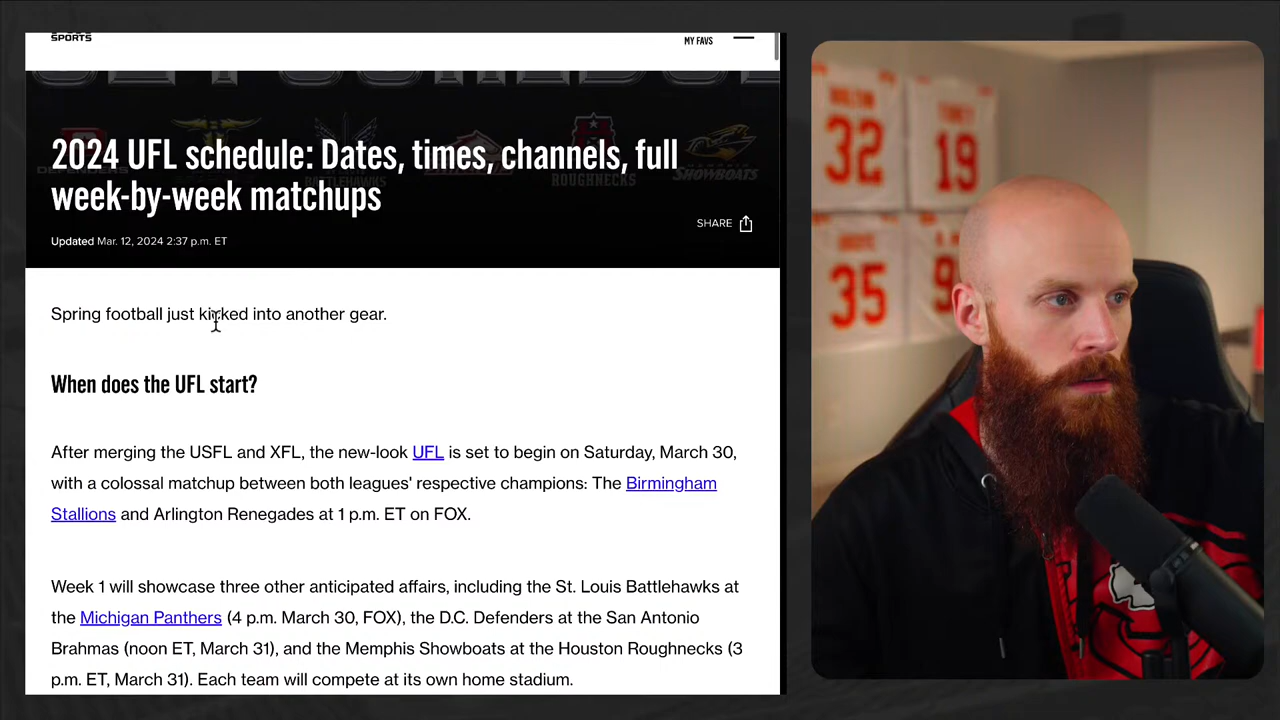 SPORTS
MY FAVS
2024 UFL schedule: Dates, times, channels, full
week-by-week matchups
DEFENDERS
BATTLEHAWKS
ROUGHNECKS
SHOWBOATS
SHARE
Updated Mar. 12, 2024 2:37 p.m. ET
Spring football just kicked into another gear.
When does the UFL start?
After merging the USFL and XFL, the new-look UFL is set to begin on Saturday, March 30,
with a colossal matchup between both leagues' respective champions: The Birmingham
Stallions and Arlington Renegades at 1 p.m. ET on FOX.
Week 1 will showcase three other anticipated affairs, including the St. Louis Battlehawks at
the Michigan Panthers (4 p.m. March 30, FOX), the D.C. Defenders at the San Antonio
Brahmas (noon ET, March 31), and the Memphis Showboats at the Houston Roughnecks (3
p.m. ET, March 31). Each team will compete at its own home stadium.
32
19
35